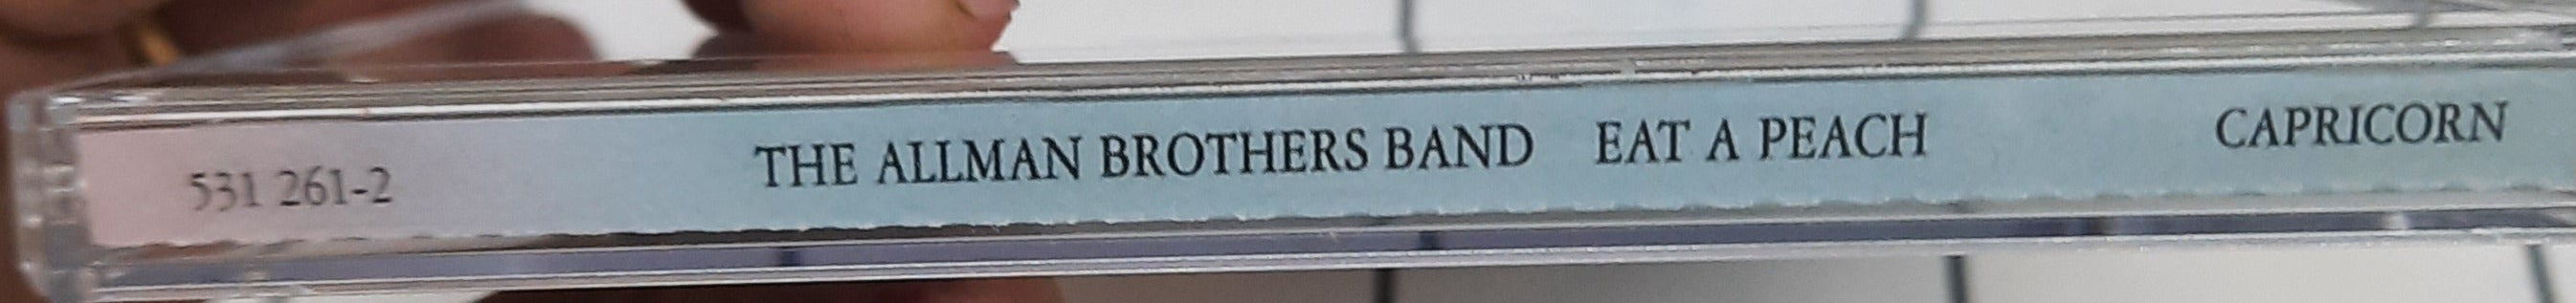 531 261-2 THE ALLMAN BROTHERS BAND EAT A PEACH CAPRICORN